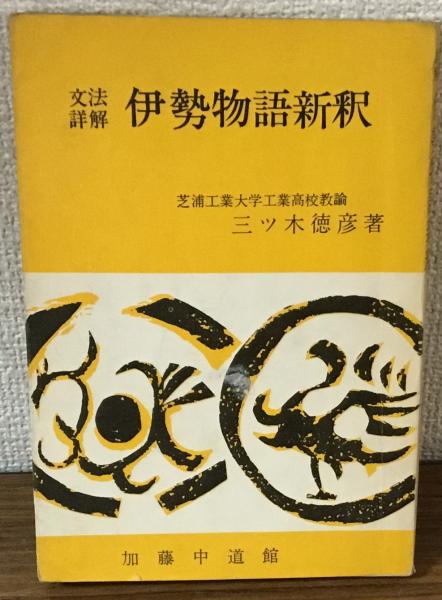 文法詳解 伊勢物語新釈
芝浦工業大学工業高校教諭
三ツ木徳彦著
加藤中道館